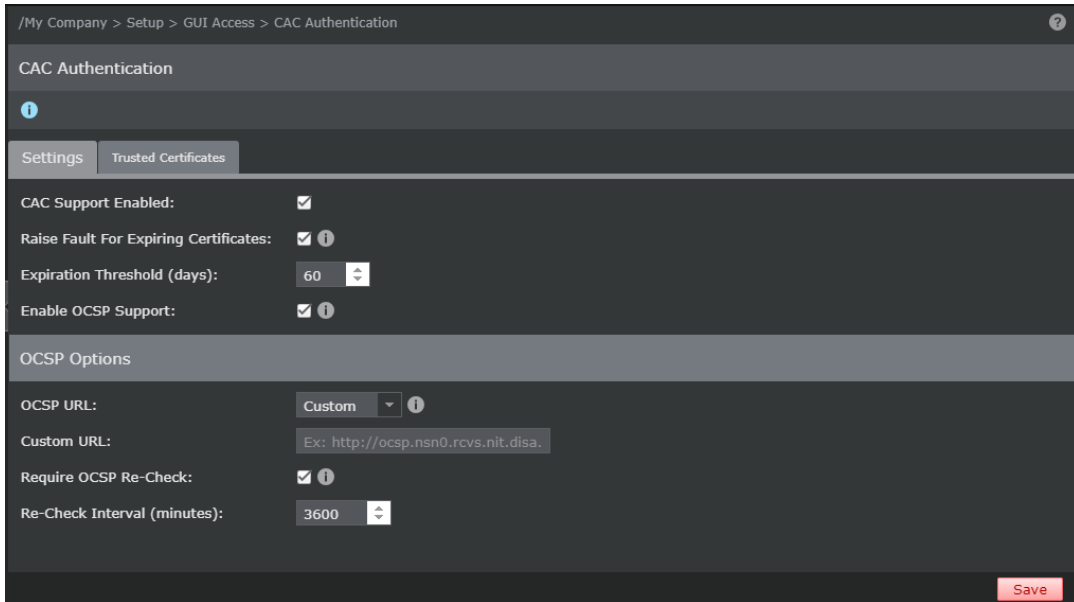 /My Company > Setup > GUI Access > CAC Authentication
CAC Authentication
Settings
Trusted Certificates
CAC Support Enabled:
Raise Fault For Expiring Certificates:
Expiration Threshold (days):
60
Enable OCSP Support:
OCSP Options
OCSP URL:
Custom
Custom URL:
Ex: http://ocsp.nsn0.rcvs.nit.disa.
Require OCSP Re-Check:
Re-Check Interval (minutes):
3600
Save